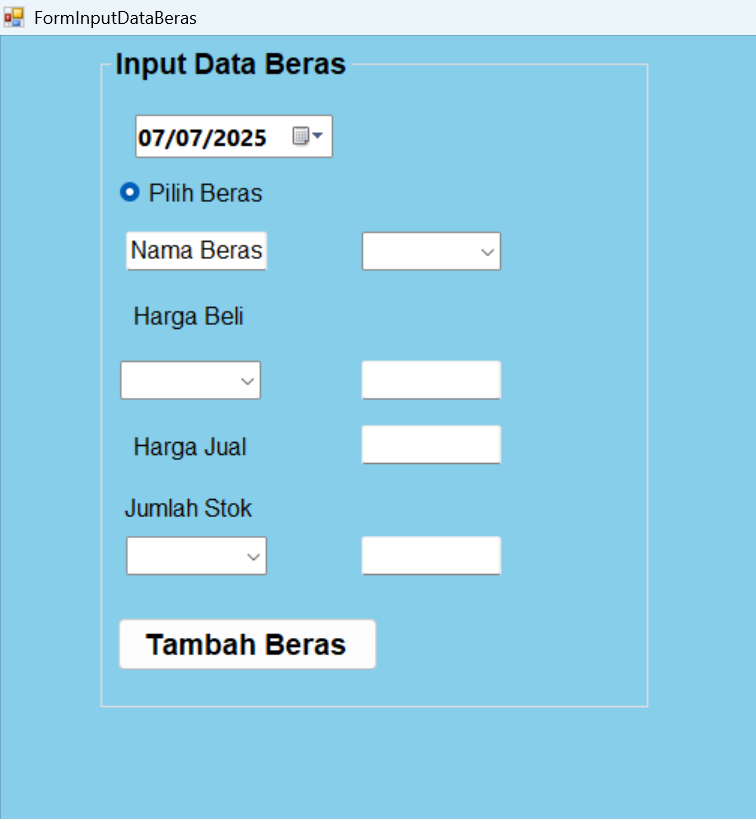 FormInputDataBeras
Input Data Beras
07/07/2025
Pilih Beras
Nama Beras
Harga Beli
Harga Jual
Jumlah Stok
Tambah Beras